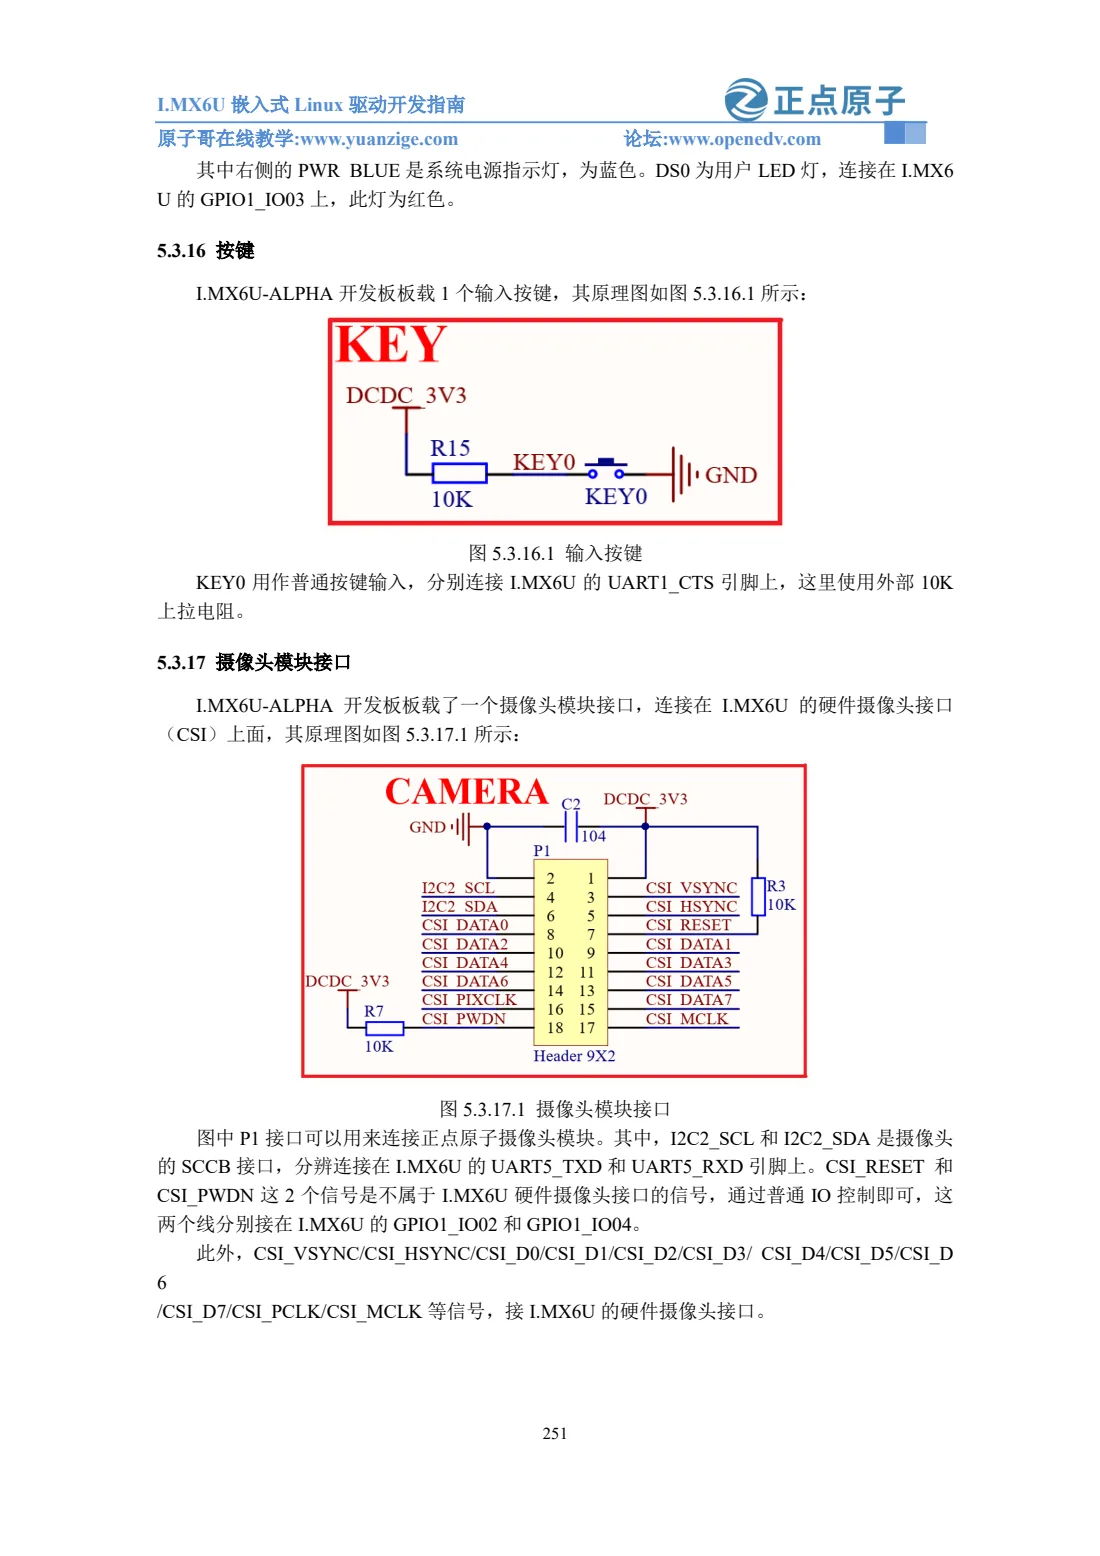 I.MX6U 嵌入式 Linux 驱动开发指南
正点原子
原子哥在线教学:www.yuanzige.com 论坛:www.openedv.com
其中右侧的 PWR_BLUE 是系统电源指示灯，为蓝色。DS0 为用户 LED 灯，连接在 I.MX6
U 的 GPIO1_IO03 上，此灯为红色。
5.3.16 按键
I.MX6U-ALPHA 开发板板载 1 个输入按键，其原理图如图 5.3.16.1 所示：
KEY
DCDC_3V3
R15
10K
KEY0
KEY0
GND
图 5.3.16.1 输入按键
KEY0 用作普通按键输入，分别连接 I.MX6U 的 UART1_CTS 引脚上，这里使用外部 10K
上拉电阻。
5.3.17 摄像头模块接口
I.MX6U-ALPHA 开发板板载了一个摄像头模块接口，连接在 I.MX6U 的硬件摄像头接口
（CSI）上面，其原理图如图 5.3.17.1 所示：
CAMERA
C2 DCDC_3V3
GND
104
P1
2 1
I2C2_SCL 4 3 CSI_VSYNC R3
I2C2_SDA 6 5 CSI_HSYNC 10K
CSI_DATA0 8 7 CSI_RESET
CSI_DATA2 10 9 CSI_DATA1
CSI_DATA4 12 11 CSI_DATA3
DCDC_3V3 CSI_DATA6 14 13 CSI_DATA5
CSI_PIXCLK 16 15 CSI_DATA7
R7 CSI_PWDN 18 17 CSI_MCLK
10K
Header 9X2
图 5.3.17.1 摄像头模块接口
图中 P1 接口可以用来连接正点原子摄像头模块。其中，I2C2_SCL 和 I2C2_SDA 是摄像头
的 SCCB 接口，分辨连接在 I.MX6U 的 UART5_TXD 和 UART5_RXD 引脚上。CSI_RESET 和
CSI_PWDN 这 2 个信号是不属于 I.MX6U 硬件摄像头接口的信号，通过普通 IO 控制即可，这
两个线分别接在 I.MX6U 的 GPIO1_IO02 和 GPIO1_IO04。
此外，CSI_VSYNC/CSI_HSYNC/CSI_D0/CSI_D1/CSI_D2/CSI_D3/ CSI_D4/CSI_D5/CSI_D
6
/CSI_D7/CSI_PCLK/CSI_MCLK 等信号，接 I.MX6U 的硬件摄像头接口。
251